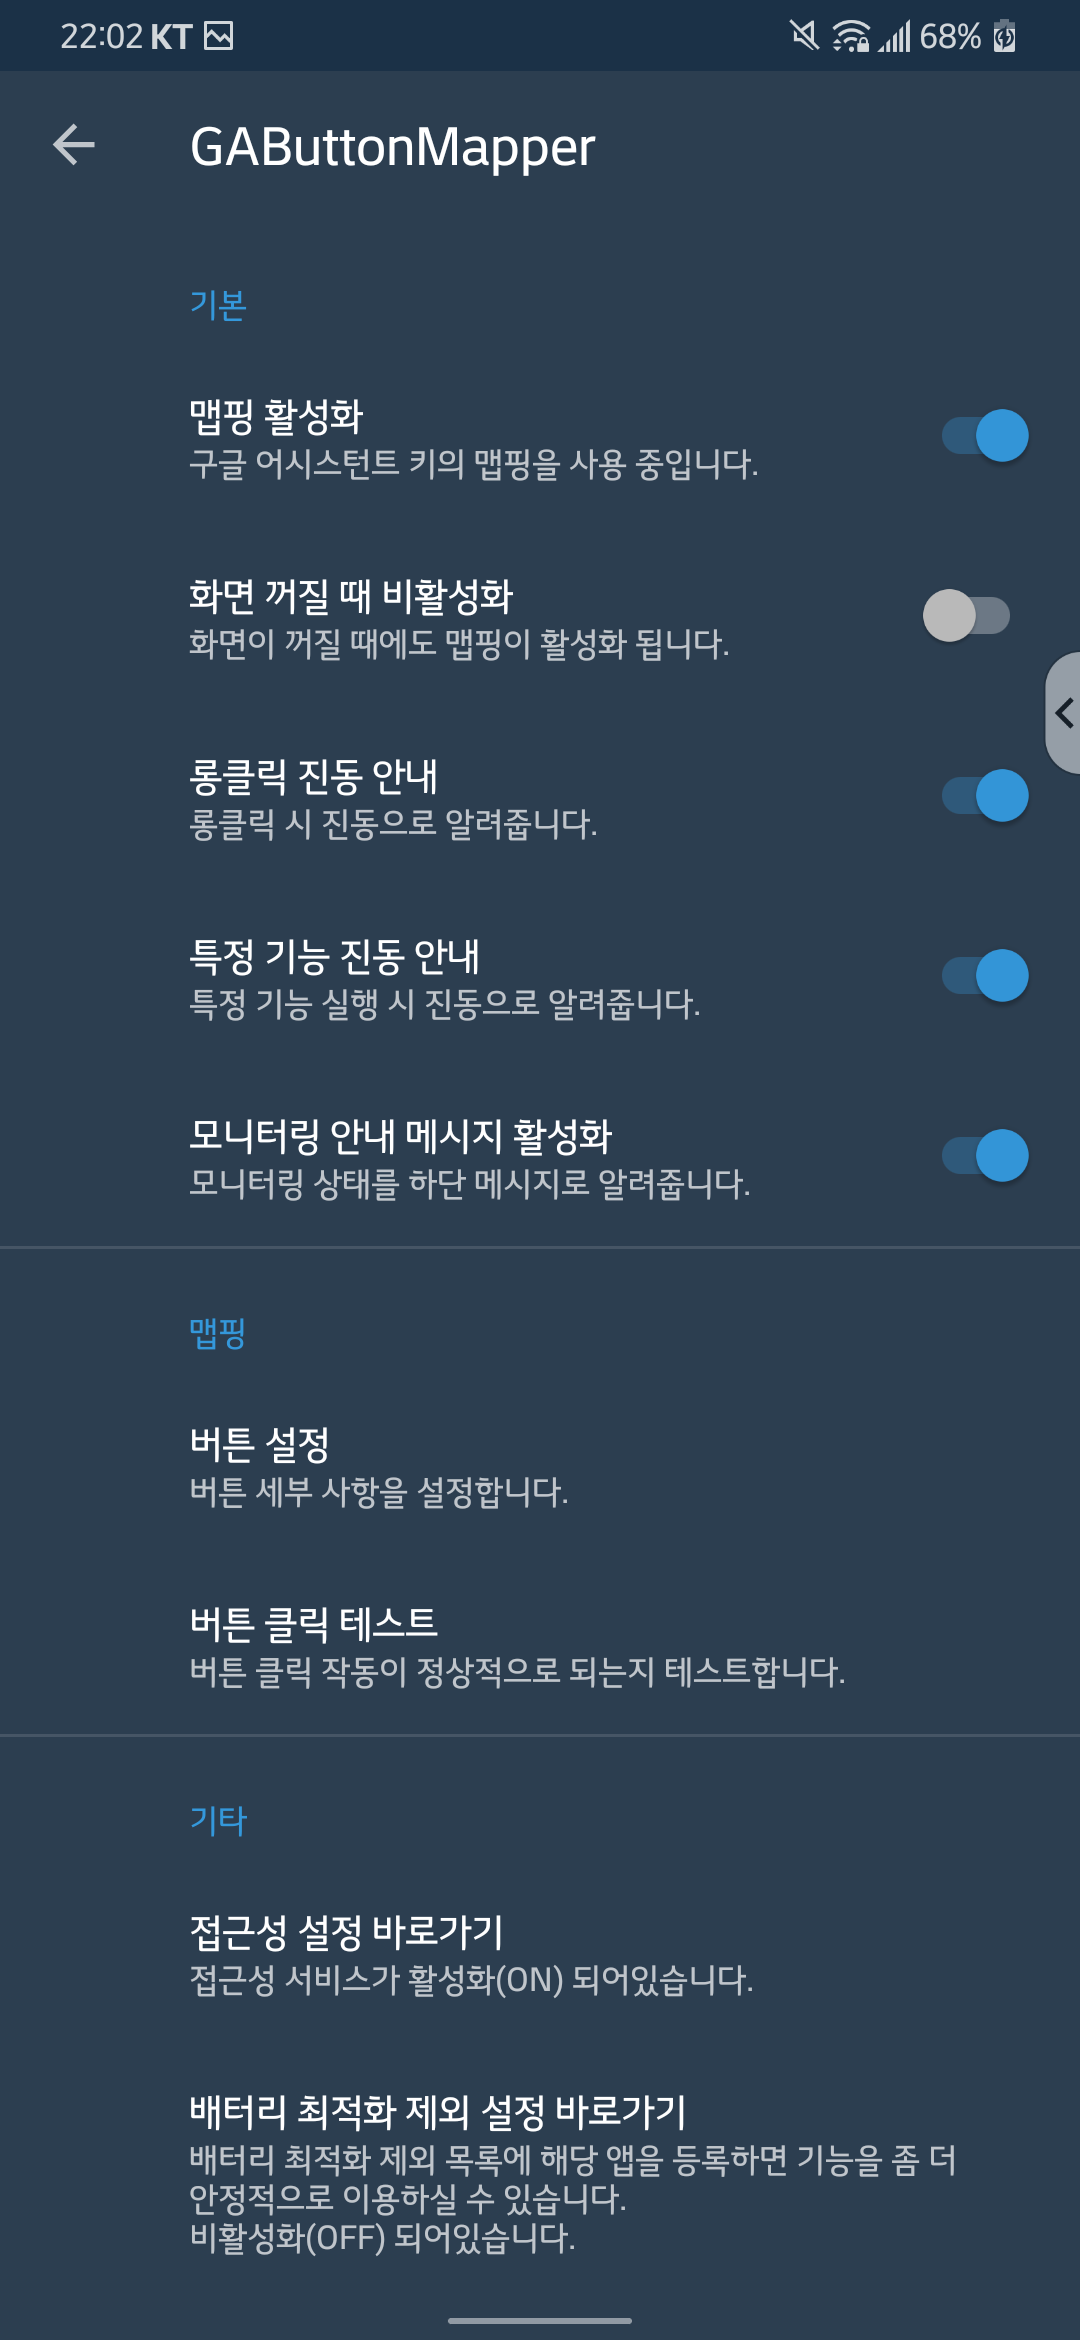 22:02 KT 68%
GAButtonMapper
기본
맵핑 활성화
구글 어시스턴트 키의 맵핑을 사용 중입니다.
화면 꺼질 때 비활성화
화면이 꺼질 때에도 맵핑이 활성화 됩니다.
롱클릭 진동 안내
롱클릭 시 진동으로 알려줍니다.
특정 기능 진동 안내
특정 기능 실행 시 진동으로 알려줍니다.
모니터링 안내 메시지 활성화
모니터링 상태를 하단 메시지로 알려줍니다.
맵핑
버튼 설정
버튼 세부 사항을 설정합니다.
버튼 클릭 테스트
버튼 클릭 작동이 정상적으로 되는지 테스트합니다.
기타
접근성 설정 바로가기
접근성 서비스가 활성화(ON) 되어있습니다.
배터리 최적화 제외 설정 바로가기
배터리 최적화 제외 목록에 해당 앱을 등록하면 기능을 좀 더
안정적으로 이용하실 수 있습니다.
비활성화(OFF) 되어있습니다.